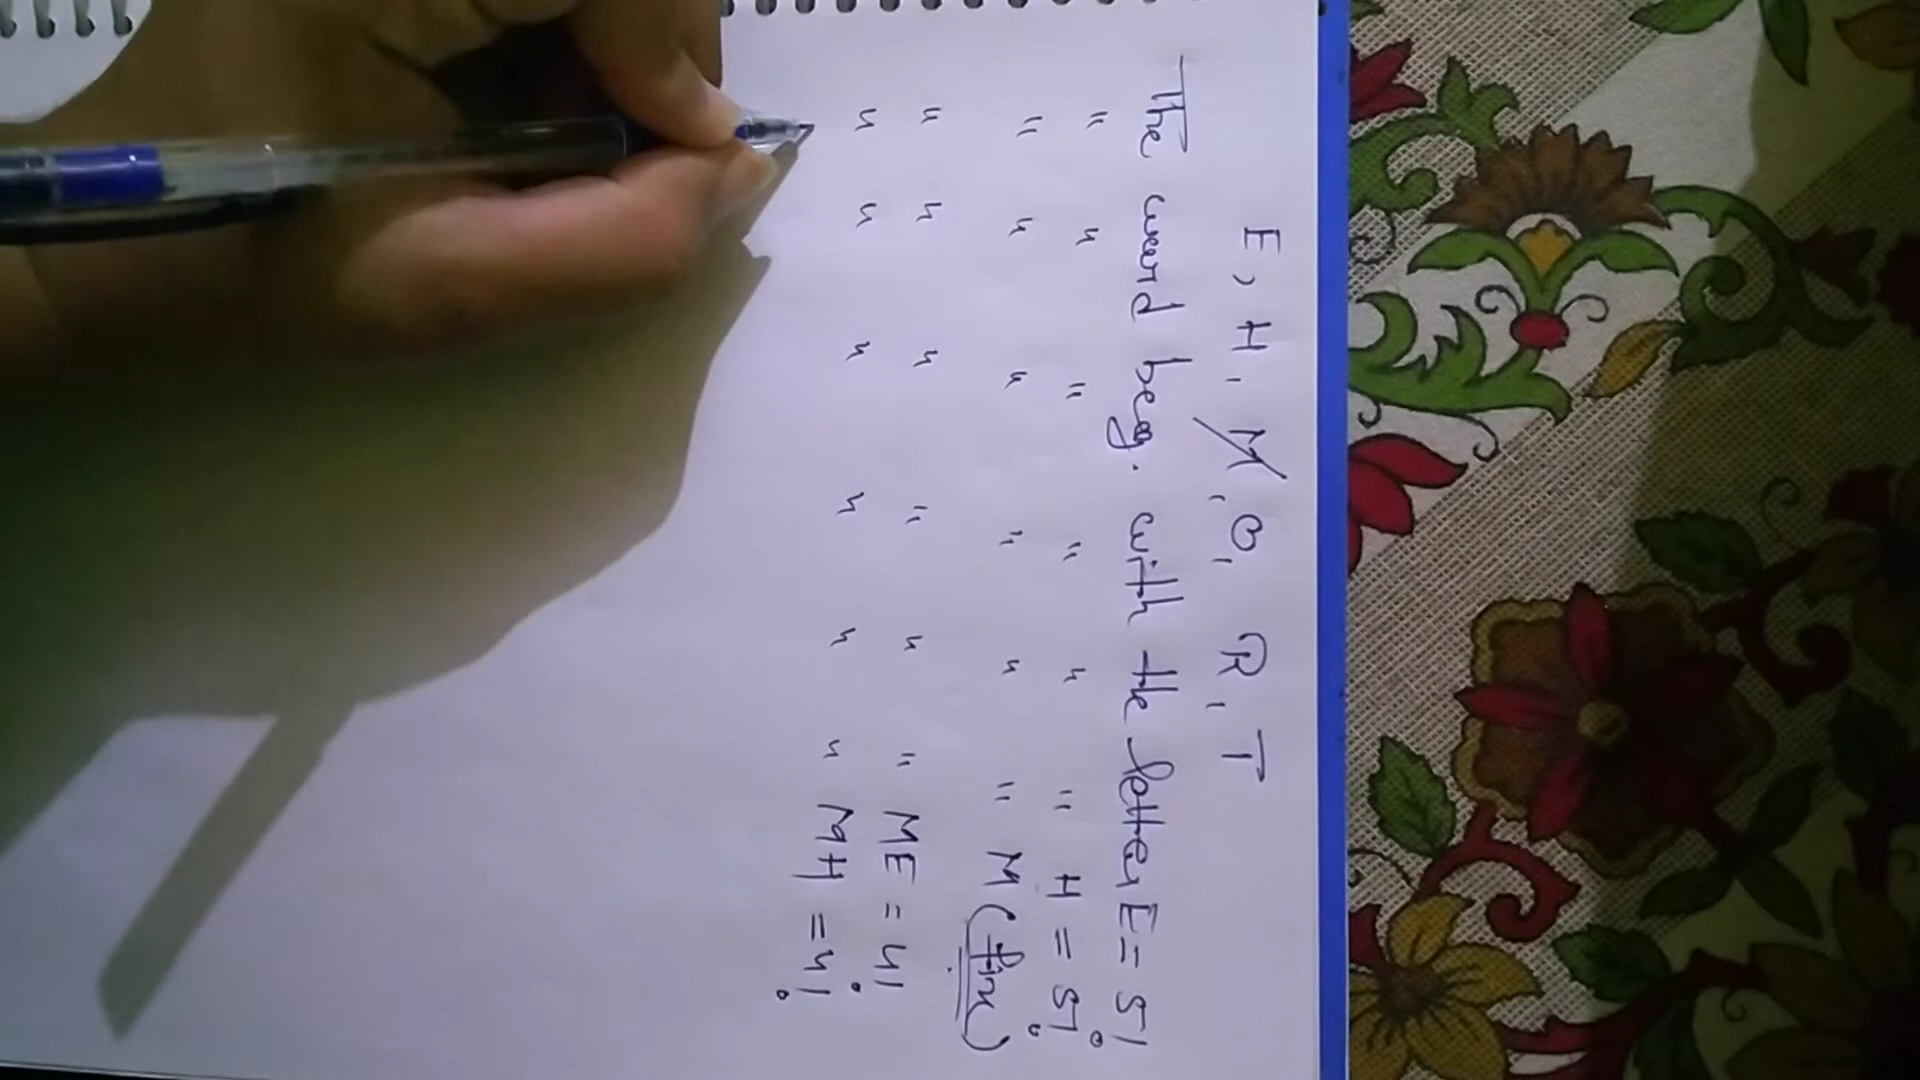 E, H, M, O, R, T
The word beg. with the letter E = 5!
" " " " " " H = 5!
" " " " " " M (fix)
" " " " " " ME = 4!
" " " " " " MH = 4!